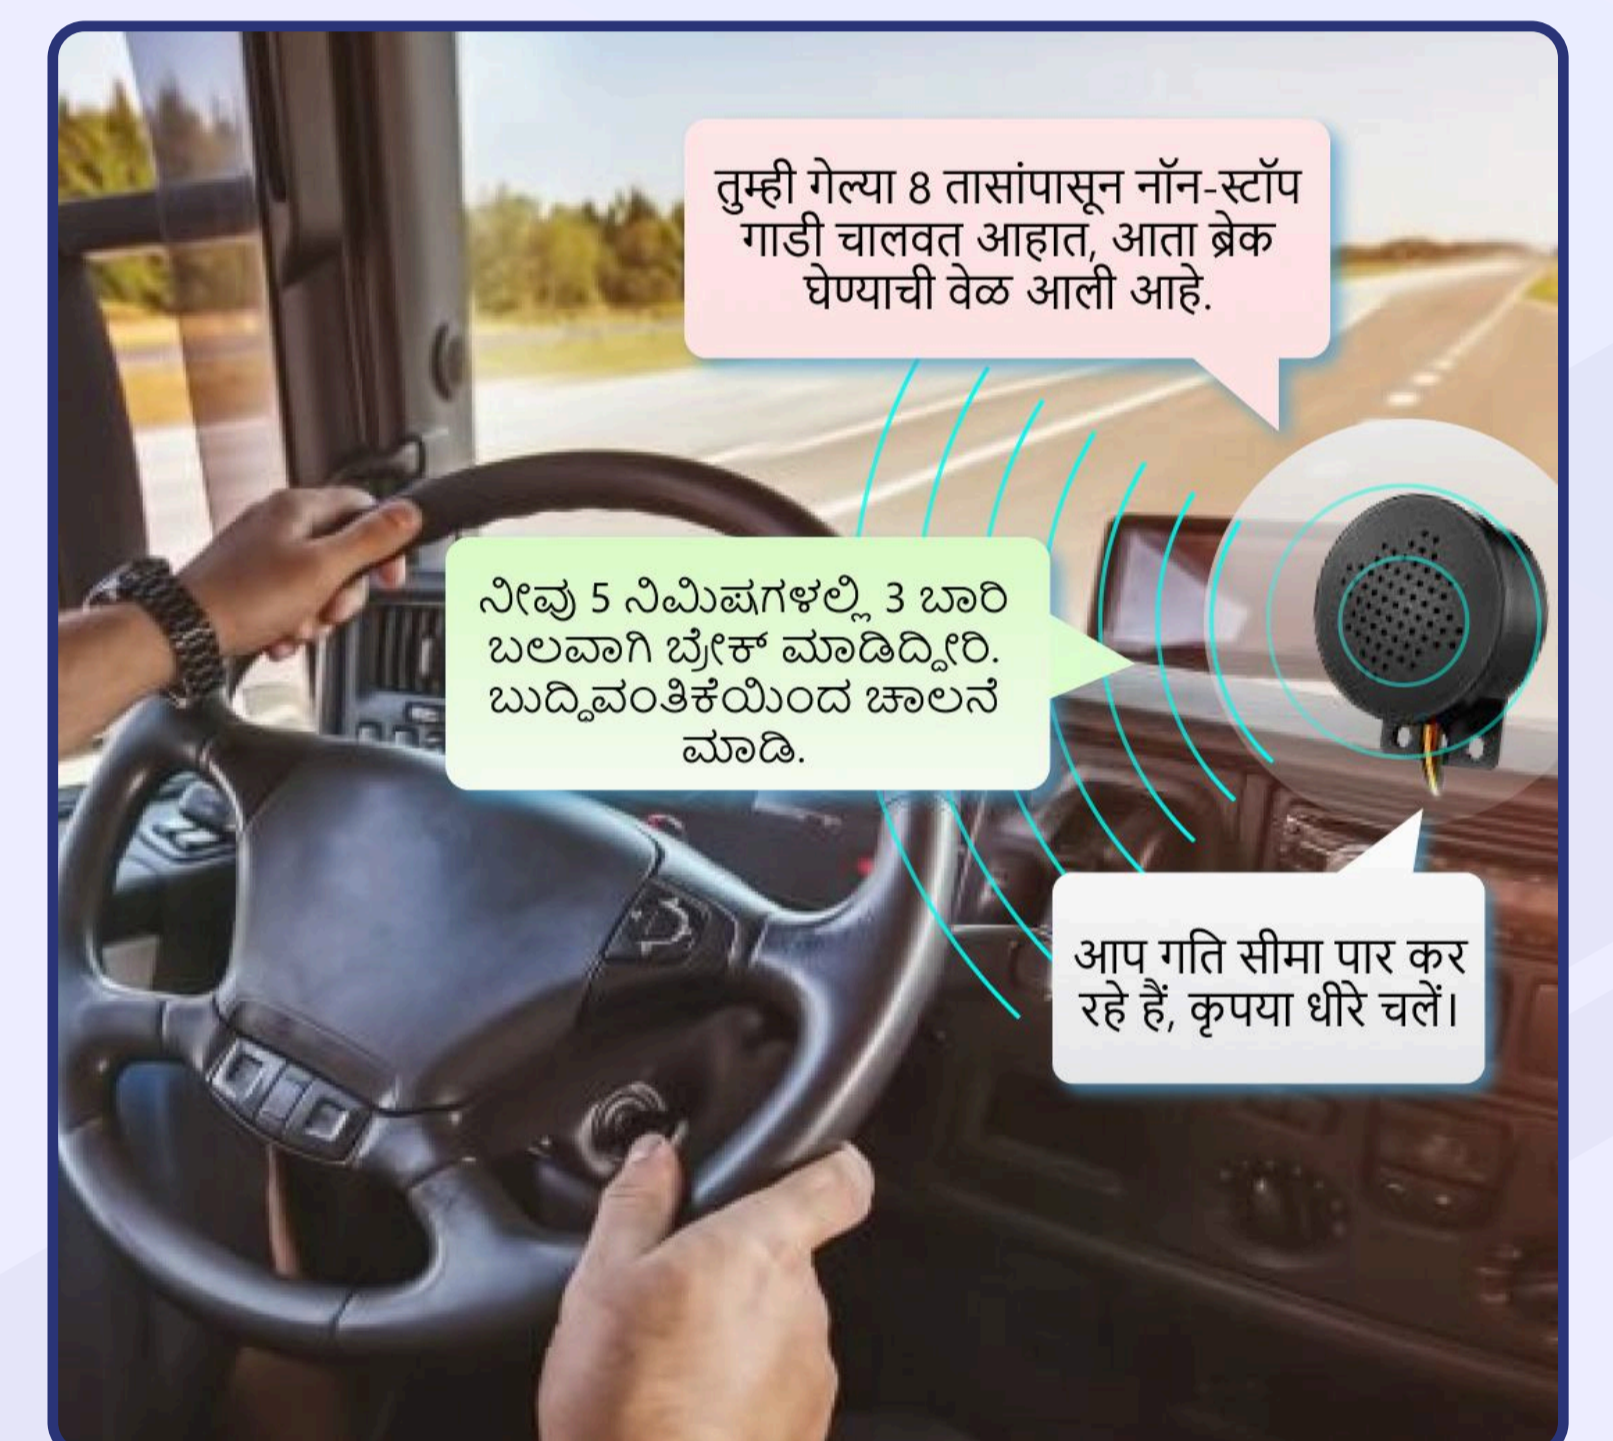 तुम्ही गेल्या 8 तासांपासून नॉन-स्टॉप
गाडी चालवत आहात, आता ब्रेक
घेण्याची वेळ आली आहे.
ನೀವು 5 ನಿಮಿಷಗಳಲ್ಲಿ 3 ಬಾರಿ
ಬಲವಾಗಿ ಬ್ರೇಕ್ ಮಾಡಿದ್ದೀರಿ.
ಬುದ್ದಿವಂತಿಕೆಯಿಂದ ಚಾಲನೆ
ಮಾಡಿ.
आप गति सीमा पार कर
रहे हैं, कृपया धीरे चलें।